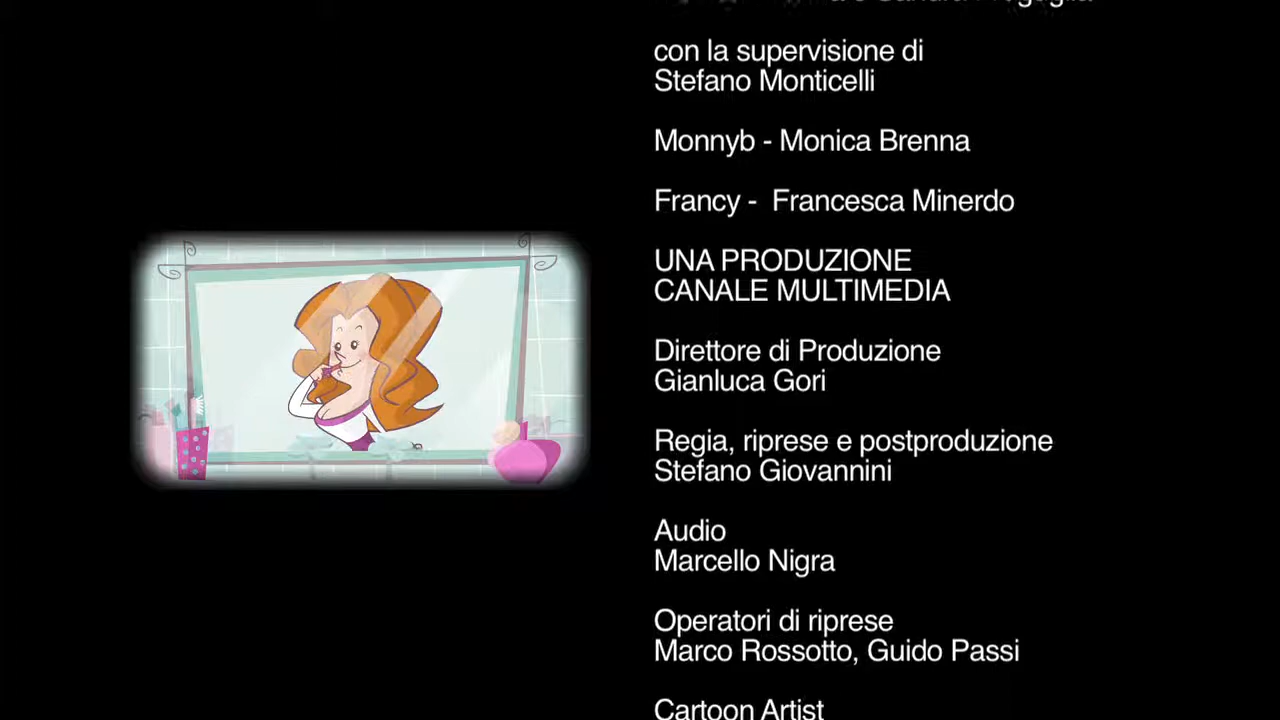 con la supervisione di
Stefano Monticelli
Monnyb - Monica Brenna
Francy -  Francesca Minerdo
UNA PRODUZIONE
CANALE MULTIMEDIA
Direttore di Produzione
Gianluca Gori
Regia, riprese e postproduzione
Stefano Giovannini
Audio
Marcello Nigra
Operatori di riprese
Marco Rossotto, Guido Passi
Cartoon Artist